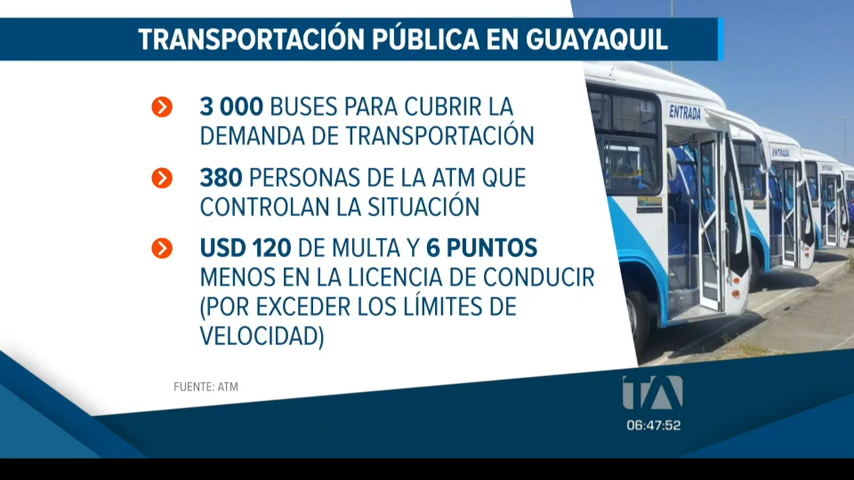 TRANSPORTACIÓN PÚBLICA EN GUAYAQUIL
3 000 BUSES PARA CUBRIR LA
DEMANDA DE TRANSPORTACIÓN
380 PERSONAS DE LA ATM QUE
CONTROLAN LA SITUACIÓN
USD 120 DE MULTA Y 6 PUNTOS
MENOS EN LA LICENCIA DE CONDUCIR
(POR EXCEDER LOS LÍMITES DE
VELOCIDAD)
FUENTE: ATM
ENTRADA
ENTRADA
ENTRADA
TA
06:47:52